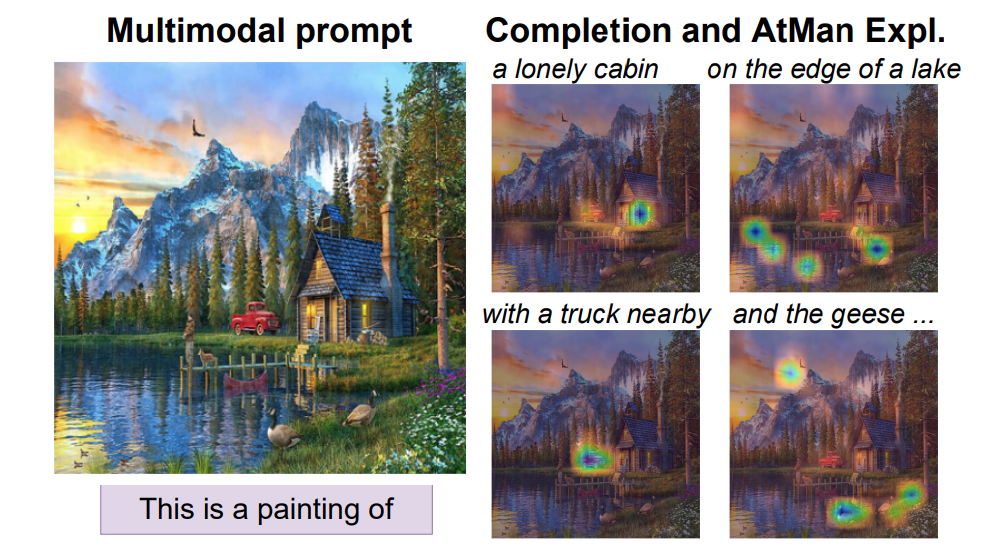 Multimodal prompt
Completion and AtMan Expl.
a lonely cabin
on the edge of a lake
with a truck nearby
and the geese ...
This is a painting of